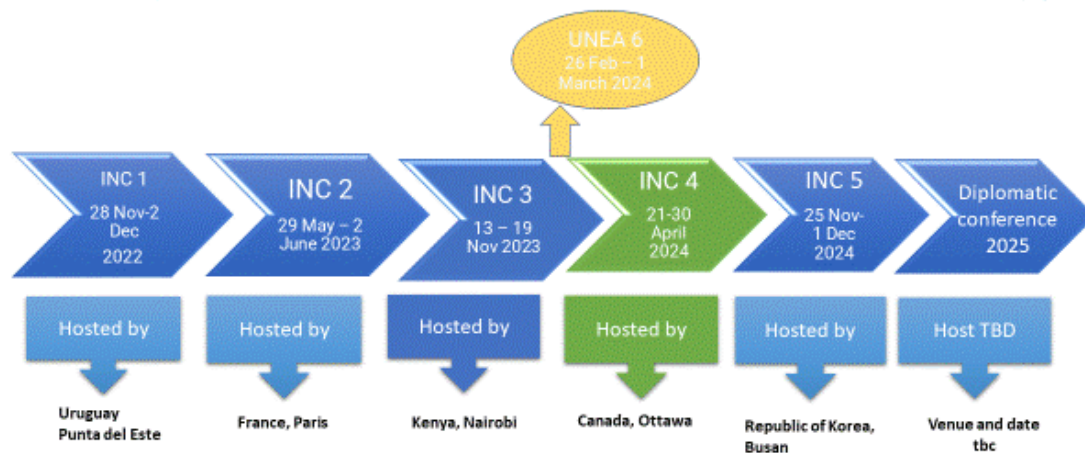 UNEA 6
26 Feb – 1
March 2024
INC 1
28 Nov-2
Dec
2022
INC 2
29 May – 2
June 2023
INC 3
13 – 19
Nov 2023
INC 4
21-30
April
2024
INC 5
25 Nov-
1 Dec
2024
Diplomatic
conference
2025
Hosted by
Hosted by
Hosted by
Hosted by
Hosted by
Host TBD
Uruguay
Punta del Este
France, Paris
Kenya, Nairobi
Canada, Ottawa
Republic of Korea,
Busan
Venue and date
tbc